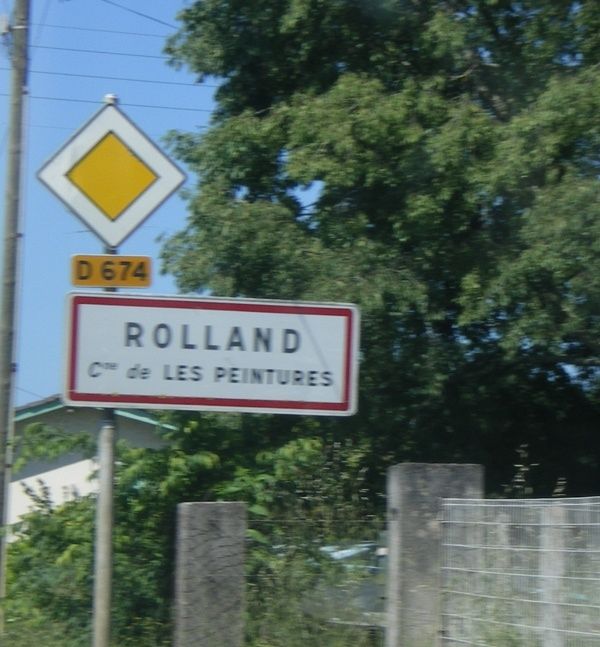 D 674
ROLLAND
Cne de LES PEINTURES